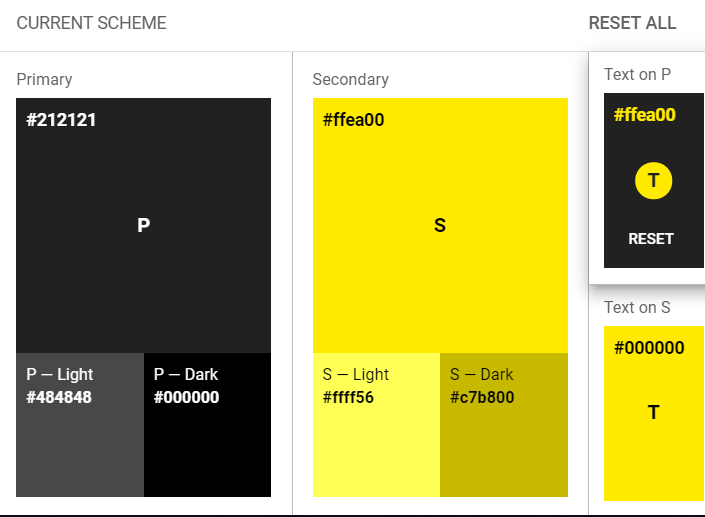 CURRENT SCHEME
RESET ALL
Primary
#212121
P
P — Light
#484848
P — Dark
#000000
Secondary
#ffea00
S
S — Light
#ffff56
S — Dark
#c7b800
Text on P
#ffea00
T
RESET
Text on S
#000000
T